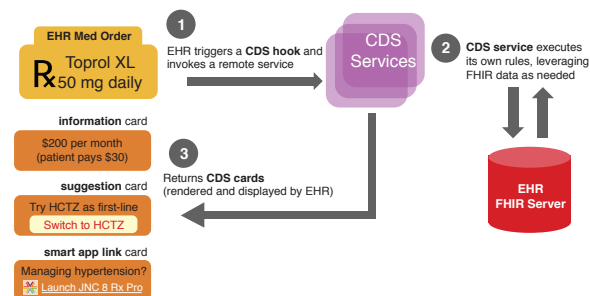 EHR Med Order
Rx Toprol XL
50 mg daily
1
EHR triggers a CDS hook and
invokes a remote service
CDS
Services
2
CDS service executes
its own rules, leveraging
FHIR data as needed
EHR
FHIR Server
3
Returns CDS cards
(rendered and displayed by EHR)
information card
$200 per month
(patient pays $30)
suggestion card
Try HCTZ as first-line
Switch to HCTZ
smart app link card
Managing hypertension?
Launch JNC 8 Rx Pro